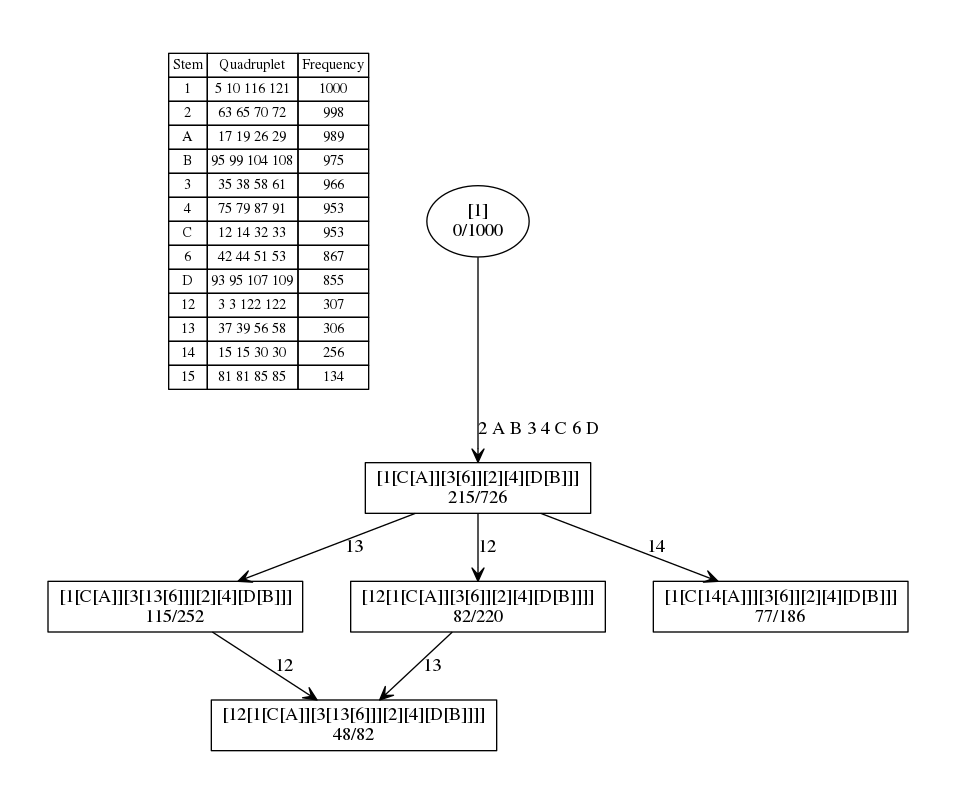 Stem Quadruplet Frequency
1 5 10 116 121 1000
2 63 65 70 72 998
A 17 19 26 29 989
B 95 99 104 108 975
3 35 38 58 61 966
4 75 79 87 91 953
C 12 14 32 33 953
6 42 44 51 53 867
D 93 95 107 109 855
12 3 3 122 122 307
13 37 39 56 58 306
14 15 15 30 30 256
15 81 81 85 85 134
[1]
0/1000
2 A B 3 4 C 6 D
[1[C[A]][3[6]][2][4][D[B]]]
215/726
13
12
14
[1[C[A]][3[13[6]]][2][4][D[B]]]
115/252
[12[1[C[A]][3[6]][2][4][D[B]]]]
82/220
[1[C[14[A]]][3[6]][2][4][D[B]]]
77/186
12
13
[12[1[C[A]][3[13[6]]][2][4][D[B]]]]
48/82